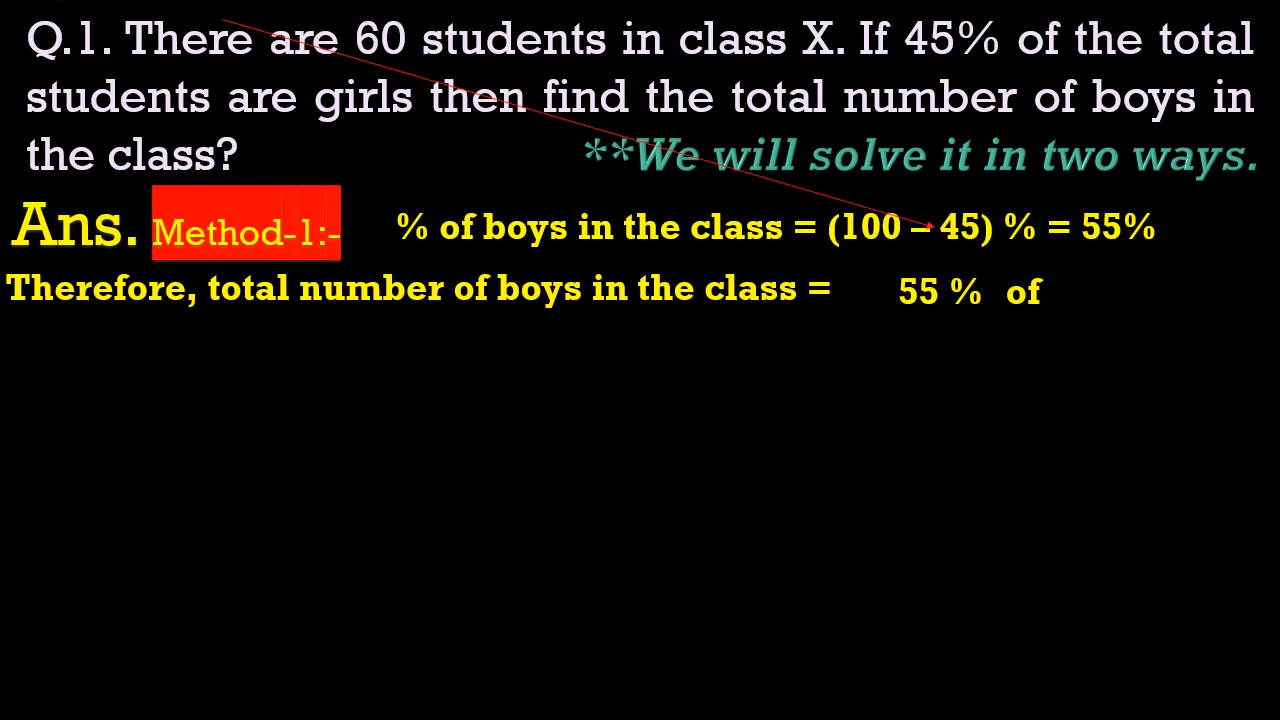 Q.1. There are 60 students in class X. If 45% of the total
students are girls then find the total number of boys in
the class? **We will solve it in two ways.
Ans. Method-1:- % of boys in the class = (100 – 45) % = 55%
Therefore, total number of boys in the class = 55 % of